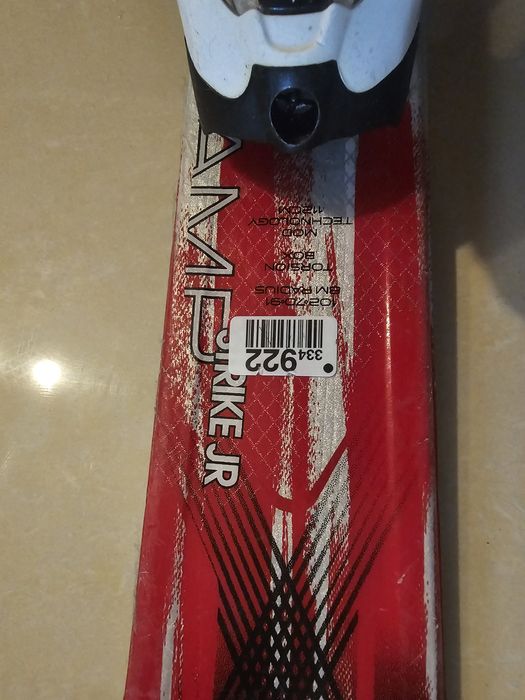 AMP
STRIKE JR
334922
102-70-91
8M RADIUS
TORSION
BOX
MOD
TECHNOLOGY
112CM